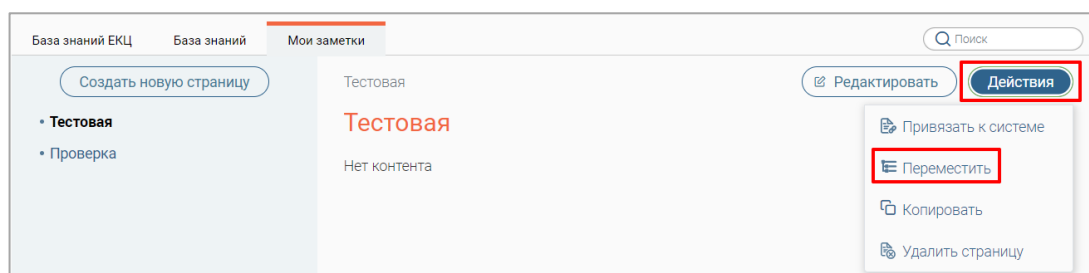 База знаний ЕКЦ База знаний Мои заметки Поиск
Создать новую страницу Тестовая Редактировать Действия
• Тестовая
• Проверка
Тестовая
Нет контента
Привязать к системе
Переместить
Копировать
Удалить страницу